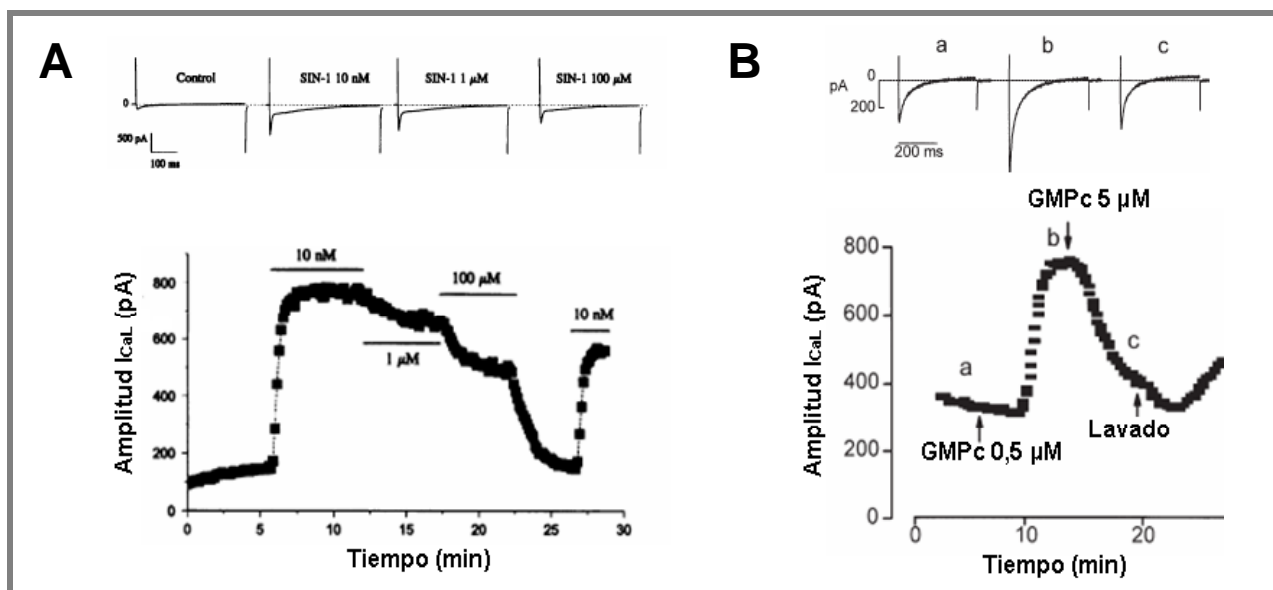 A
Control
SIN-1 10 nM
SIN-1 1 µM
SIN-1 100 µM
0
500 pA
100 ms
10 nM
100 µM
10 nM
1 µM
800
600
400
200
0
0 5 10 15 20 25 30
Amplitud ICaL (pA)
Tiempo (min)
B
a b c
0
pA
200
200 ms
GMPc 5 µM
b
a
c
GMPc 0,5 µM
Lavado
800
600
400
200
0
0 10 20
Amplitud ICaL (pA)
Tiempo (min)